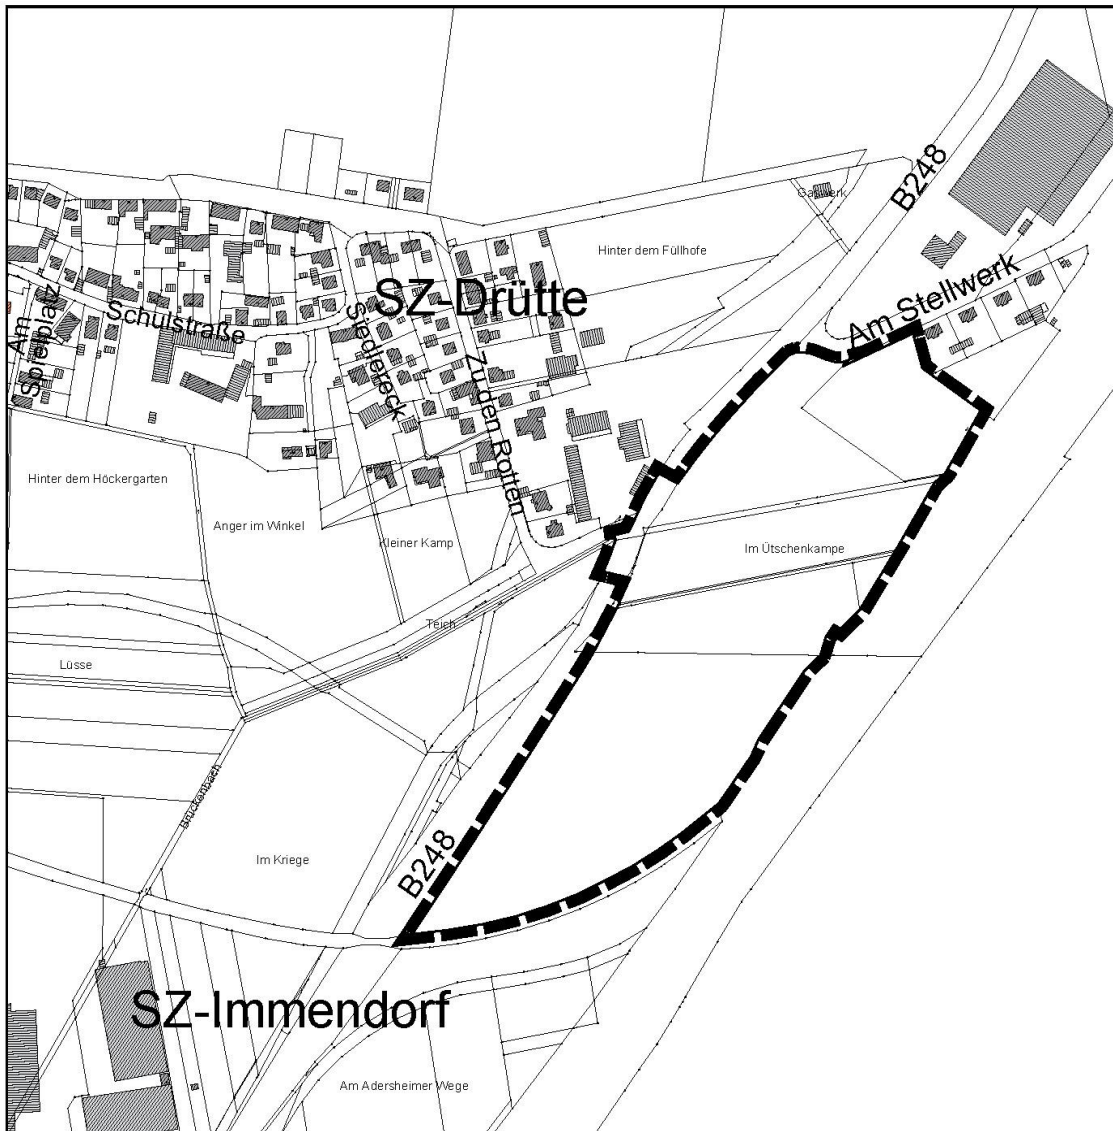 B248
Gaswerk
Hinter dem Füllhofe
SZ-Drütte
Am Stellwerk
Am
Spielplatz
Schulstraße
Siedlereck
Zu den Rotten
Hinter dem Höckergarten
Anger im Winkel
Kleiner Kamp
Im Ütschenkampe
Teich
Lüsse
Brückenbach
Im Kriege
B248
SZ-Immendorf
Am Adersheimer Wege